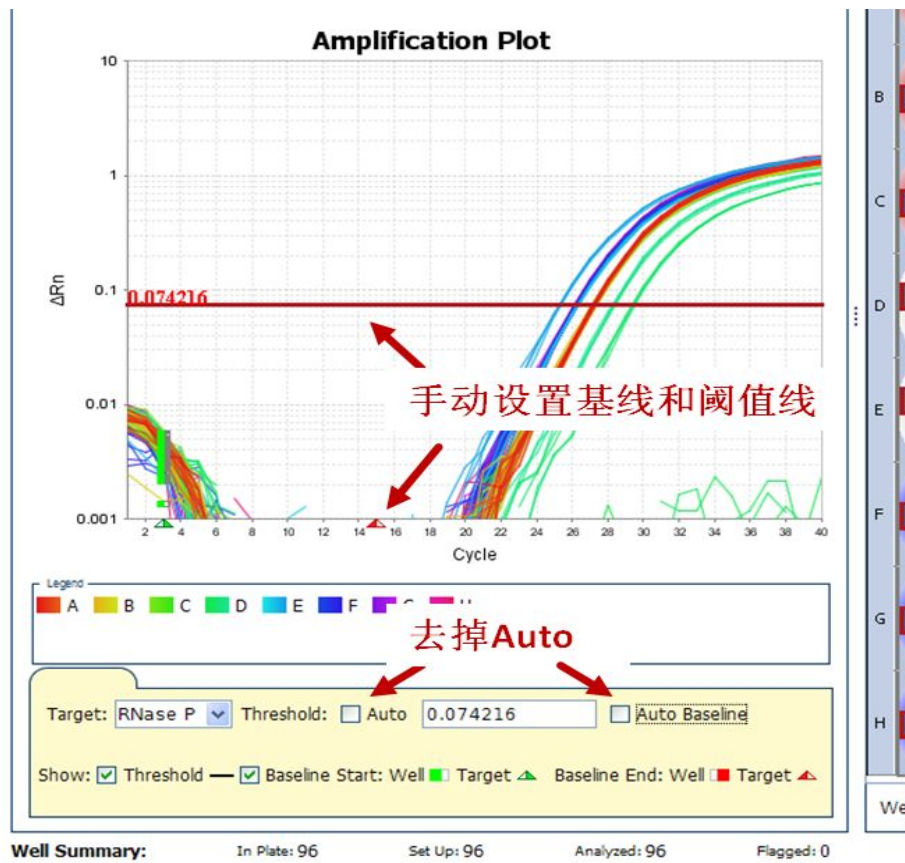 Amplification Plot
10
1
0.1
0.01
0.001
ΔRn
0.074216
手动设置基线和阈值线
2 4 6 8 10 12 14 16 18 20 22 24 26 28 30 32 34 36 38 40
Cycle
Legend
A B C D E F
去掉Auto
Target: RNase P Threshold: Auto 0.074216 Auto Baseline
Show: Threshold Baseline Start: Well Target Baseline End: Well Target
Well Summary: In Plate: 96 Set Up: 96 Analyzed: 96 Flagged: 0
B
C
D
E
F
G
H
We